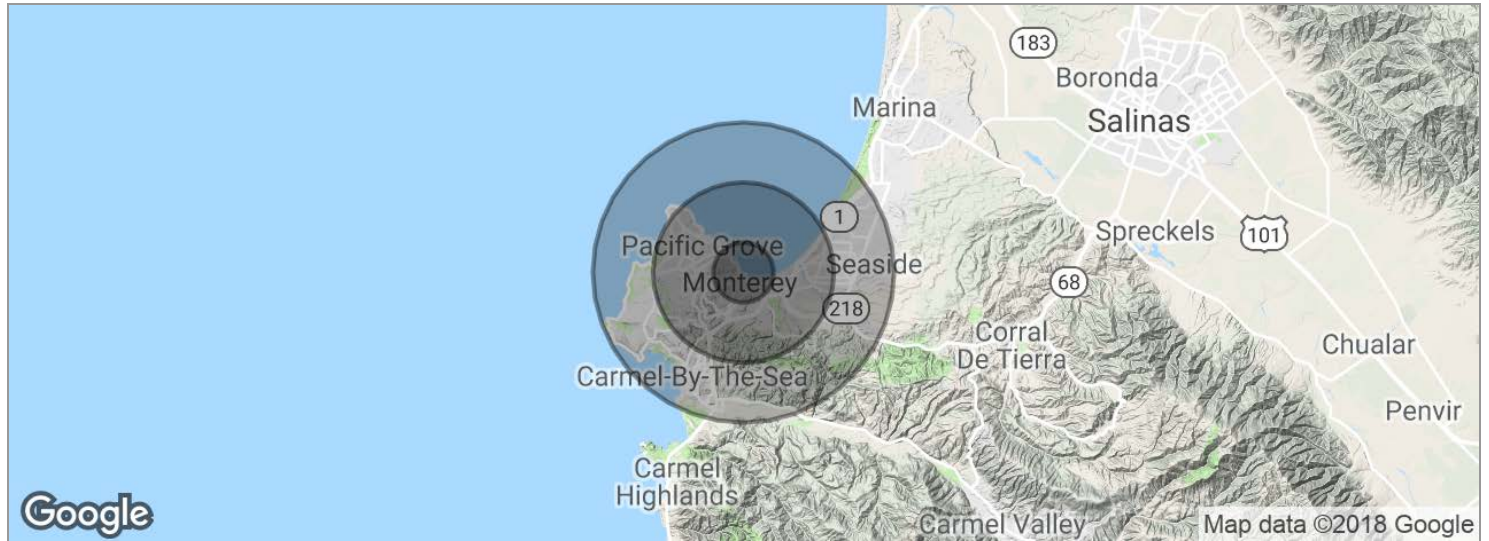 183
Boronda
Marina
Salinas
1
Pacific Grove
Spreckels
101
Seaside
Monterey
68
218
Corral
De Tierra
Chualar
Carmel-By-The-Sea
Penvir
Carmel
Highlands
Google
Carmel Valley
Map data ©2018 Google